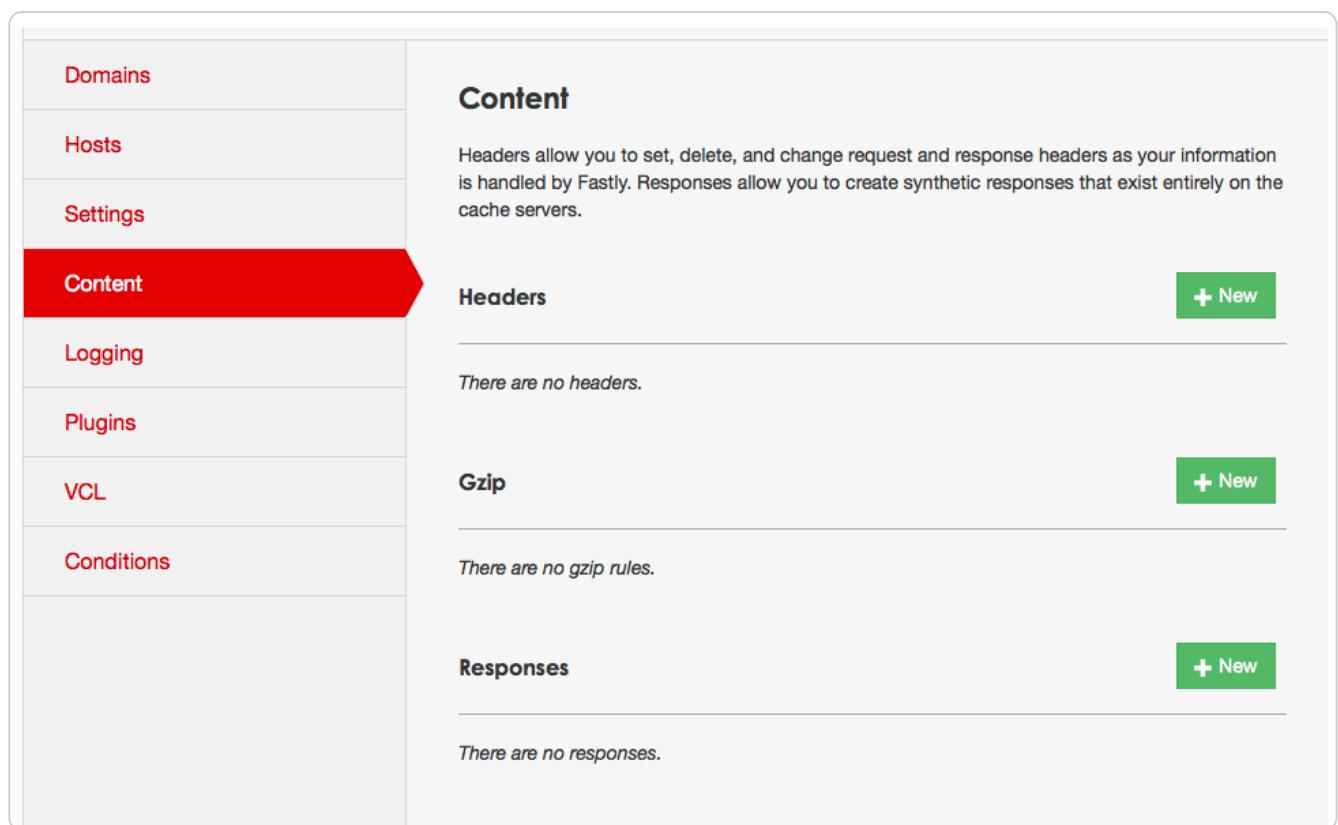 Domains
Hosts
Settings
Content
Logging
Plugins
VCL
Conditions
Content
Headers allow you to set, delete, and change request and response headers as your information
is handled by Fastly. Responses allow you to create synthetic responses that exist entirely on the
cache servers.
Headers
+ New
There are no headers.
Gzip
+ New
There are no gzip rules.
Responses
+ New
There are no responses.